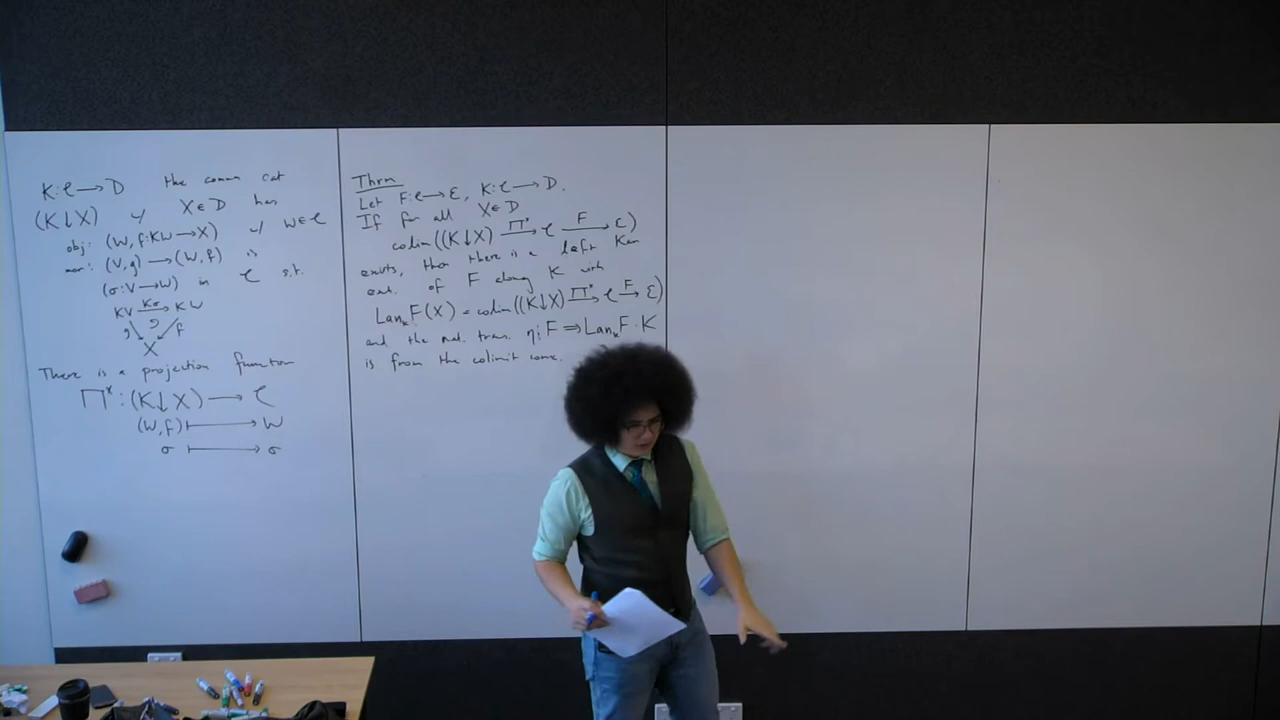 K: C → D the comm cat
(K↓X) w/ X∈D has
obj: (W, f: KW → X) w/ W∈C
mor: (V, g) → (W, f) is
(σ: V → W) in C s.t.
KV —Kσ→ KW
g ↘ ↙ f
X
There is a projection function
Π^X : (K↓X) → C
(W, f) ↦ W
σ ↦ σ
Thm
Let F: C → E, K: C → D.
If for all X∈D
colim((K↓X) —Π^X→ C —F→ E)
exists, then there is a left Kan
ext. of F along K with
Lan_K F(X) = colim((K↓X) —Π^X→ C —F→ E)
and the nat. trans. η: F ⇒ Lan_K F · K
is from the colimit cone.